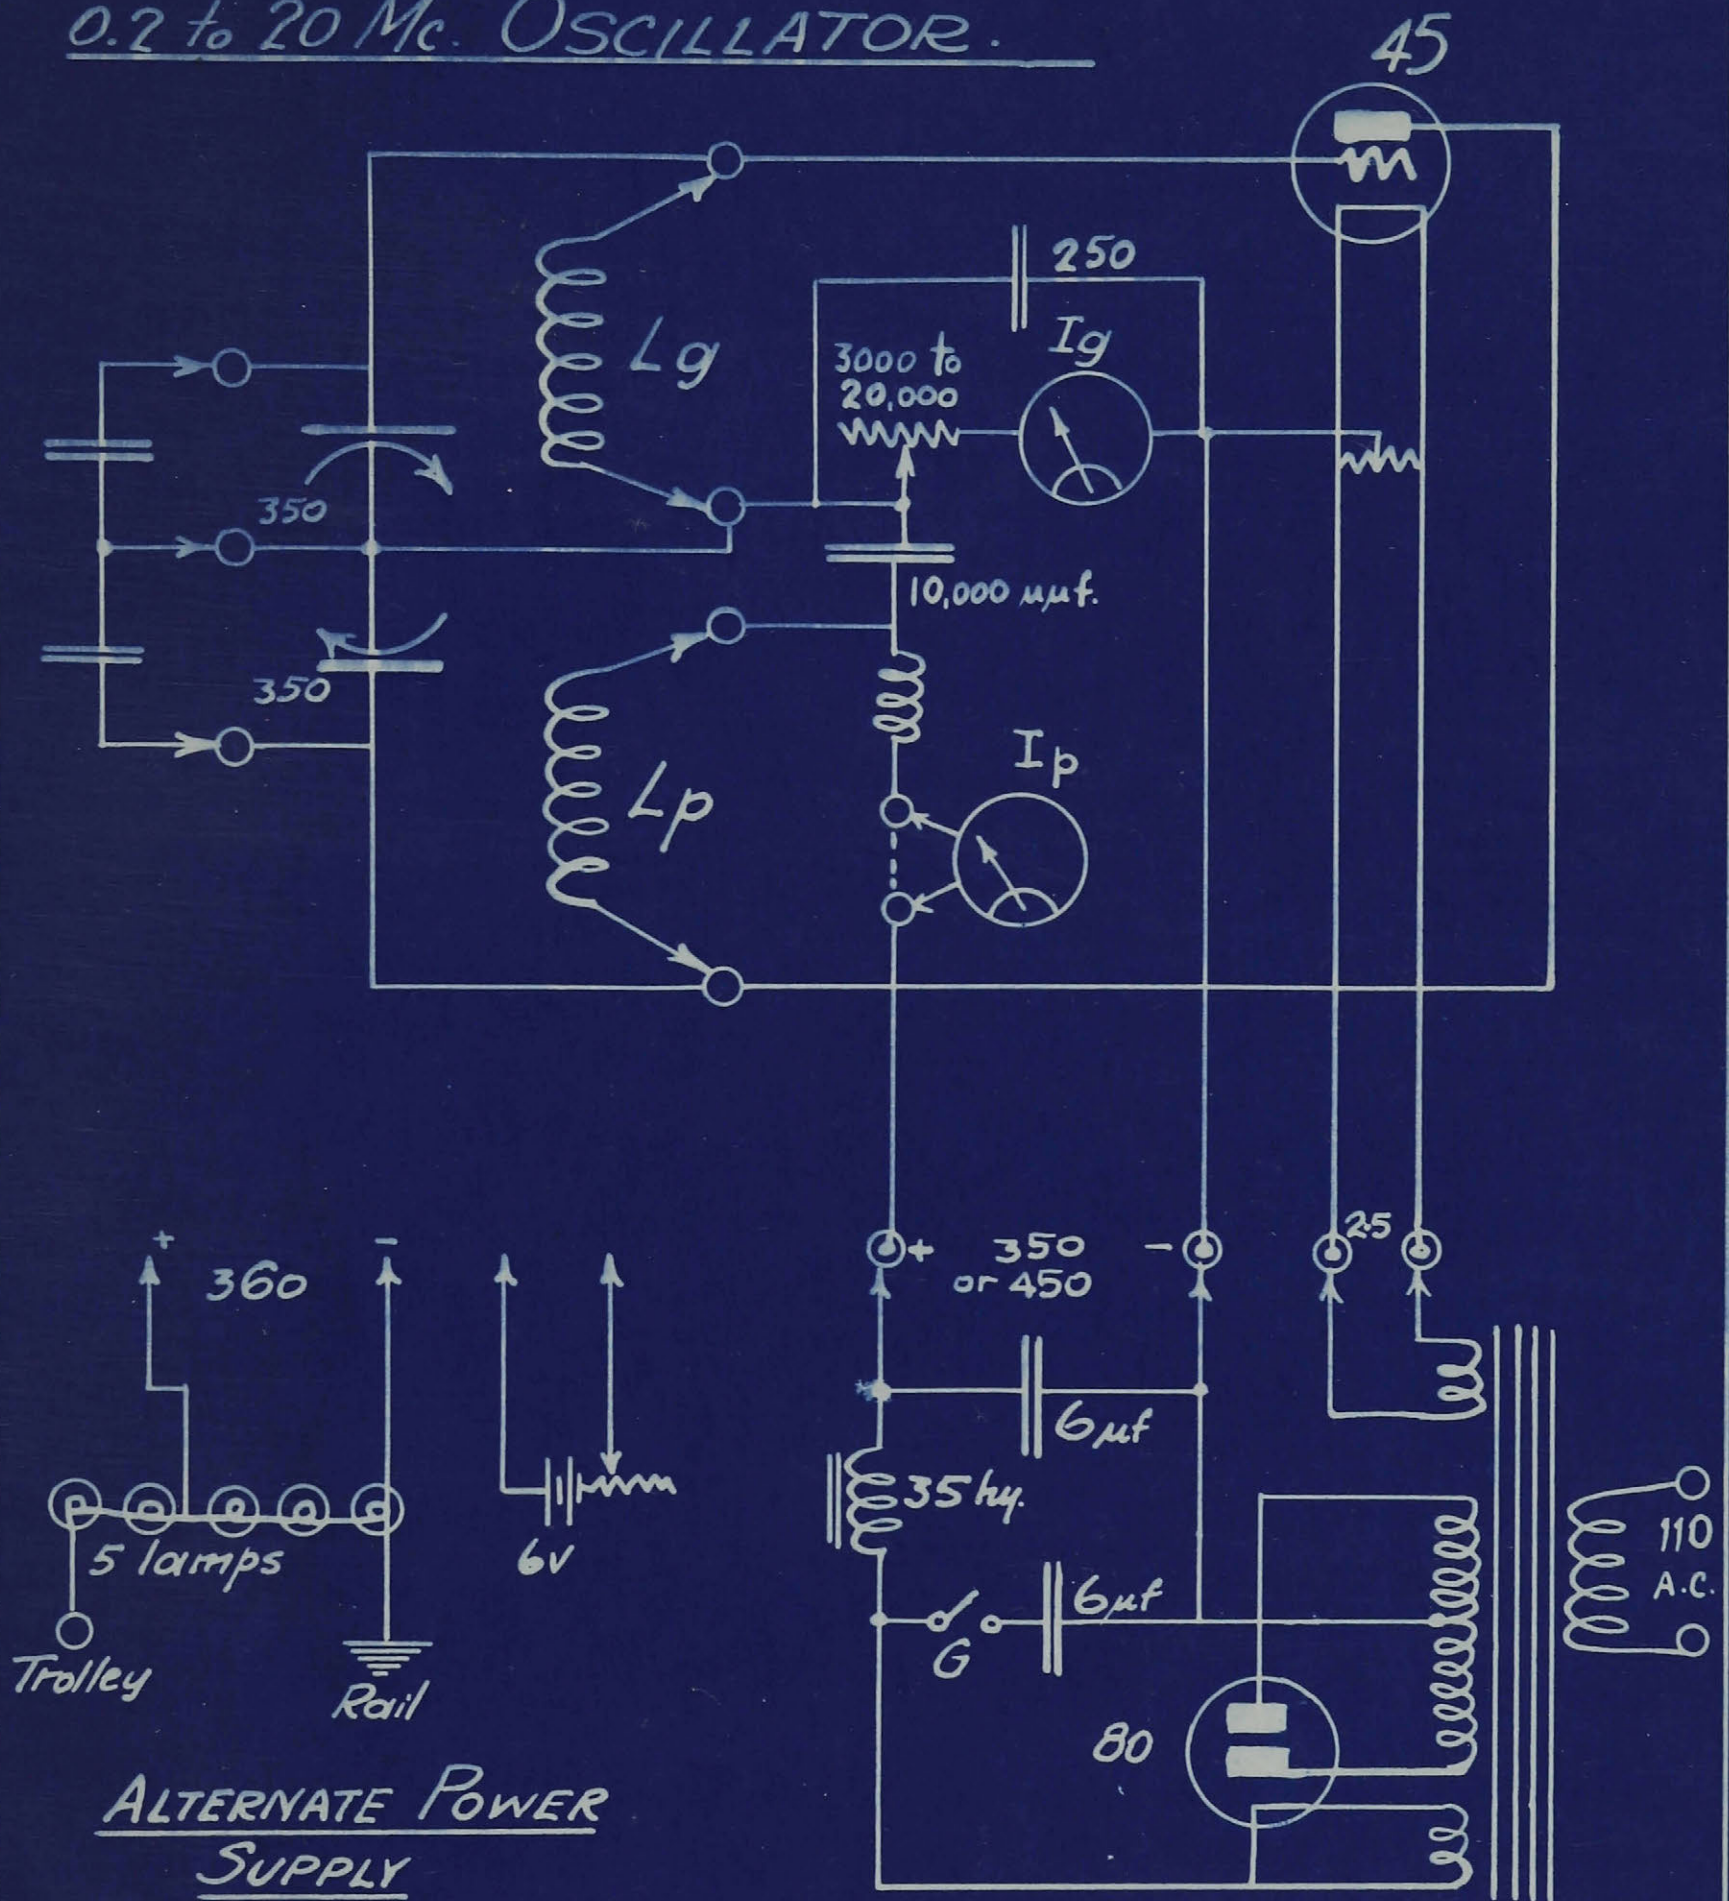 0.2 to 20 Mc. OSCILLATOR.
45
250
Lg
3000 to
20,000
Ig
350
10,000 µµf.
350
Ip
Lp
+ 360 -
+ 350 -
or 450
2.5
6µf
35 hy.
5 lamps
6v
110
A.C.
6µf
G
Trolley
Rail
80
ALTERNATE POWER
SUPPLY